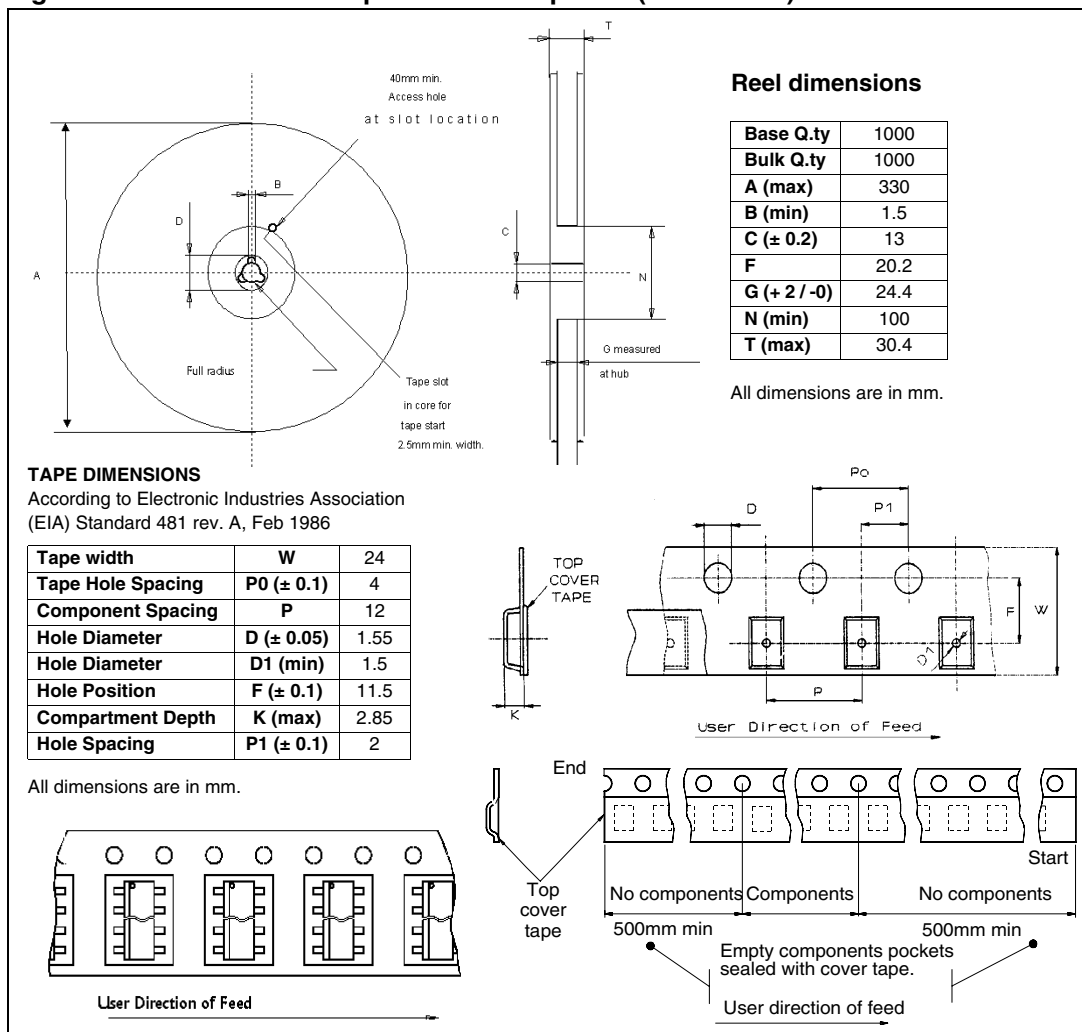 T
40mm min.
Access hole
at slot location
B
D
A
C
N
Full radius
Tape slot
in core for
tape start
2.5mm min. width.
G measured
at hub
Reel dimensions
Base Q.ty 1000
Bulk Q.ty 1000
A (max) 330
B (min) 1.5
C (± 0.2) 13
F 20.2
G (+ 2 / -0) 24.4
N (min) 100
T (max) 30.4
All dimensions are in mm.
TAPE DIMENSIONS
According to Electronic Industries Association
(EIA) Standard 481 rev. A, Feb 1986
Tape width W 24
Tape Hole Spacing P0 (± 0.1) 4
Component Spacing P 12
Hole Diameter D (± 0.05) 1.55
Hole Diameter D1 (min) 1.5
Hole Position F (± 0.1) 11.5
Compartment Depth K (max) 2.85
Hole Spacing P1 (± 0.1) 2
All dimensions are in mm.
TOP
COVER
TAPE
K
Po
D
P1
F
W
D1
P
User Direction of Feed
End
Start
Top
cover
tape
No components Components No components
500mm min 500mm min
Empty components pockets
sealed with cover tape.
User direction of feed
User Direction of Feed